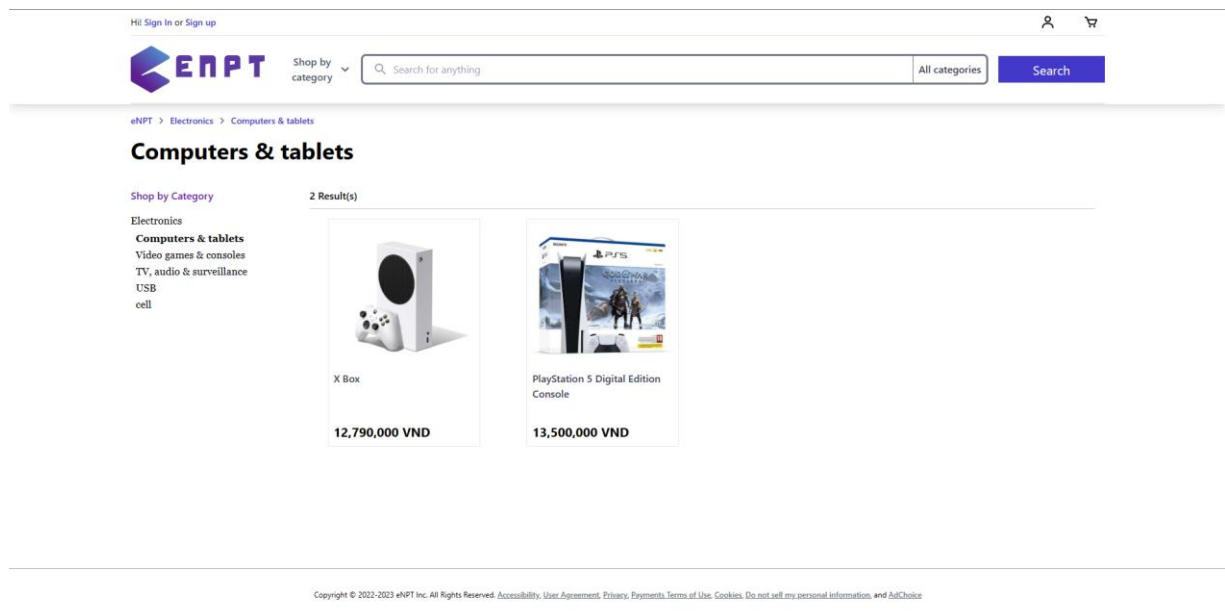 Hi! Sign In or Sign up
ENPT
Shop by
category
Search for anything
All categories
Search
eNPT > Electronics > Computers & tablets
Computers & tablets
Shop by Category
2 Result(s)
Electronics
Computers & tablets
Video games & consoles
TV, audio & surveillance
USB
cell
PS5
GOD OF WAR
X Box
12,790,000 VND
PlayStation 5 Digital Edition
Console
13,500,000 VND
Copyright © 2022-2023 eNPT Inc. All Rights Reserved. Accessibility, User Agreement, Privacy, Payments Terms of Use, Cookies, Do not sell my personal information, and AdChoice